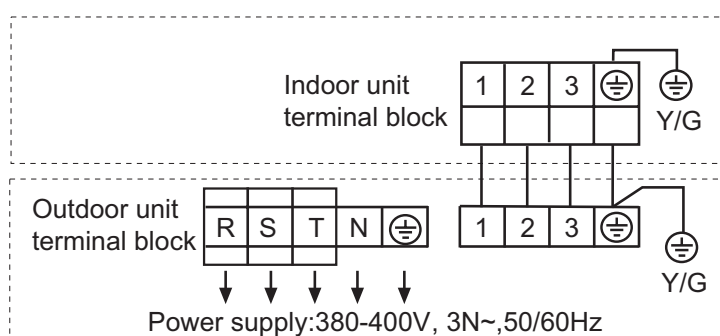 Indoor unit
terminal block
1 2 3
Y/G
Outdoor unit
terminal block
R S T N
1 2 3
Y/G
Power supply:380-400V, 3N~,50/60Hz